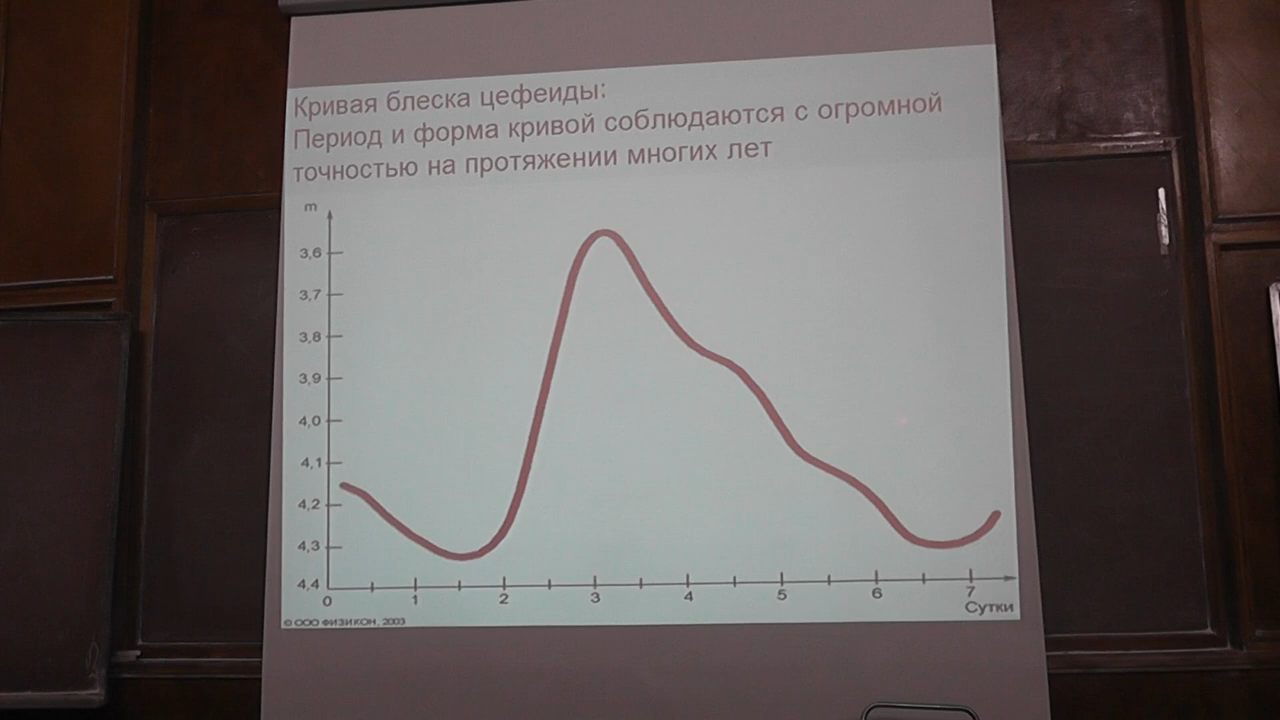 Кривая блеска цефеиды:
Период и форма кривой соблюдаются с огромной
точностью на протяжении многих лет
m
3,6
3,7
3,8
3,9
4,0
4,1
4,2
4,3
4,4
0 1 2 3 4 5 6 7
Сутки
© ООО ФИЗИКОН, 2003